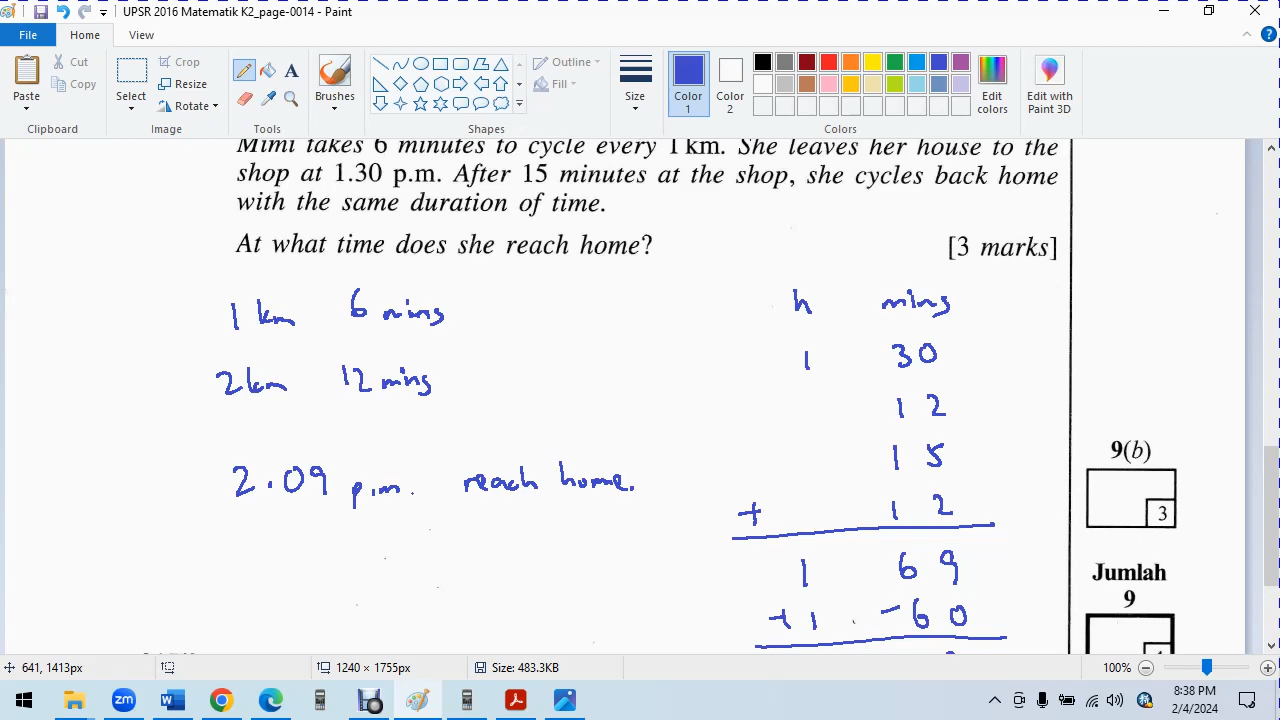 UPSR 2016 Matematik K2_page-0014 - Paint
File Home View
Paste Cut Copy Select Crop Resize Rotate A Brushes Outline Fill Size Color 1 Color 2 Edit colors Edit with Paint 3D
Clipboard Image Tools Shapes Colors
Mimi takes 6 minutes to cycle every 1 km. She leaves her house to the
shop at 1.30 p.m. After 15 minutes at the shop, she cycles back home
with the same duration of time.
At what time does she reach home? [3 marks]
1 km 6 mins
2 km 12 mins
2.09 p.m. reach home.
h mins
1 30
12
15
+ 12
1 69
+1 -60
9(b)
3
Jumlah
9
641, 1413px 1240 × 1755px Size: 483.3KB 100%
zm W 8:38 PM
2/4/2024